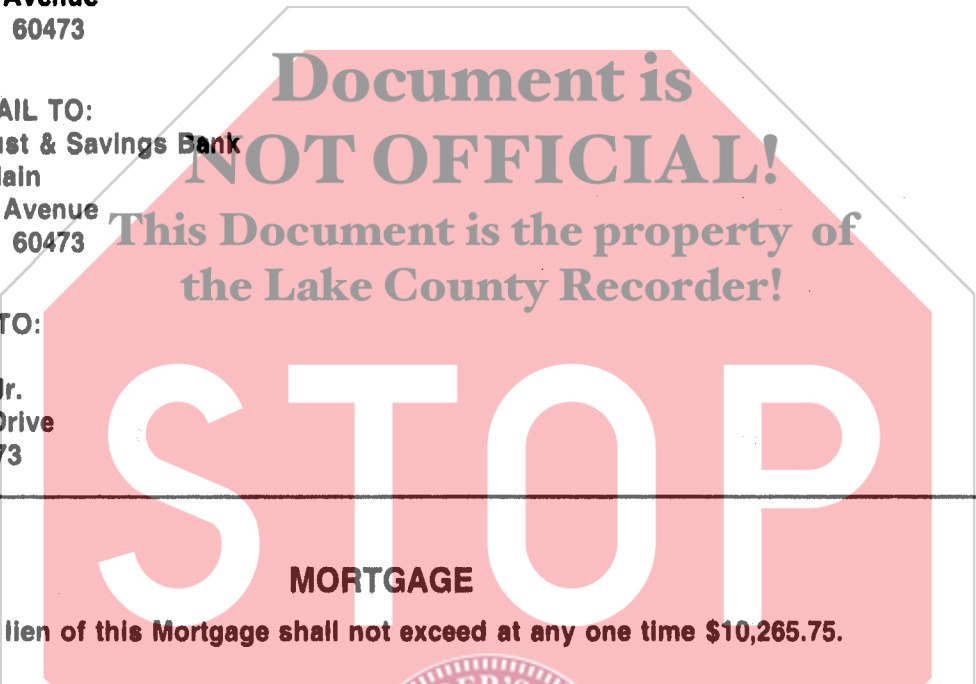 Avenue
60473
Document is
NOT OFFICIAL!
This Document is the property of
the Lake County Recorder!
AIL TO:
ust & Savings Bank
lain
Avenue
60473
TO:
Jr.
Drive
73
STOP
MORTGAGE
lien of this Mortgage shall not exceed at any one time $10,265.75.